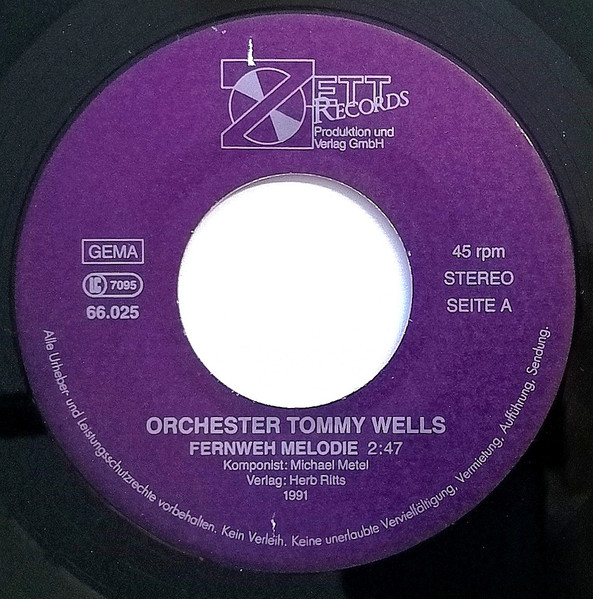 ZETT
RECORDS
Produktion und
Verlag GmbH
GEMA
LC 7095
66.025
45 rpm
STEREO
SEITE A
ORCHESTER TOMMY WELLS
FERNWEH MELODIE 2:47
Komponist: Michael Metel
Verlag: Herb Ritts
1991
Alle Urheber- und Leistungsschutzrechte vorbehalten. Kein Verleih. Keine unerlaubte Vervielfältigung, Vermietung, Aufführung, Sendung.